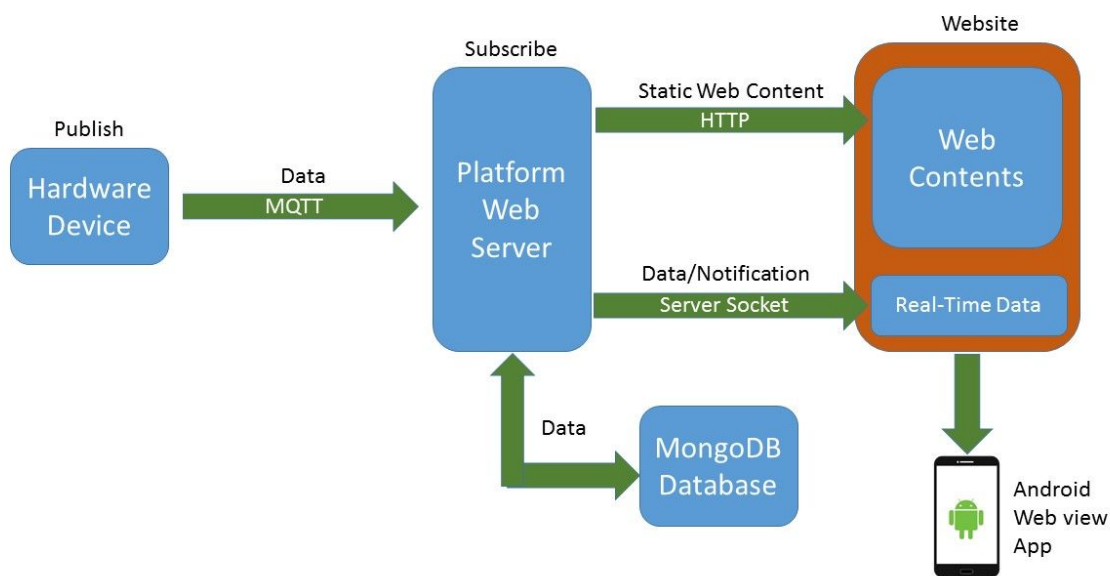 Website
Subscribe
Static Web Content
HTTP
Publish
Web
Contents
Hardware
Device
Data
MQTT
Platform
Web
Server
Data/Notification
Server Socket
Real-Time Data
Data
MongoDB
Database
Android
Web view
App